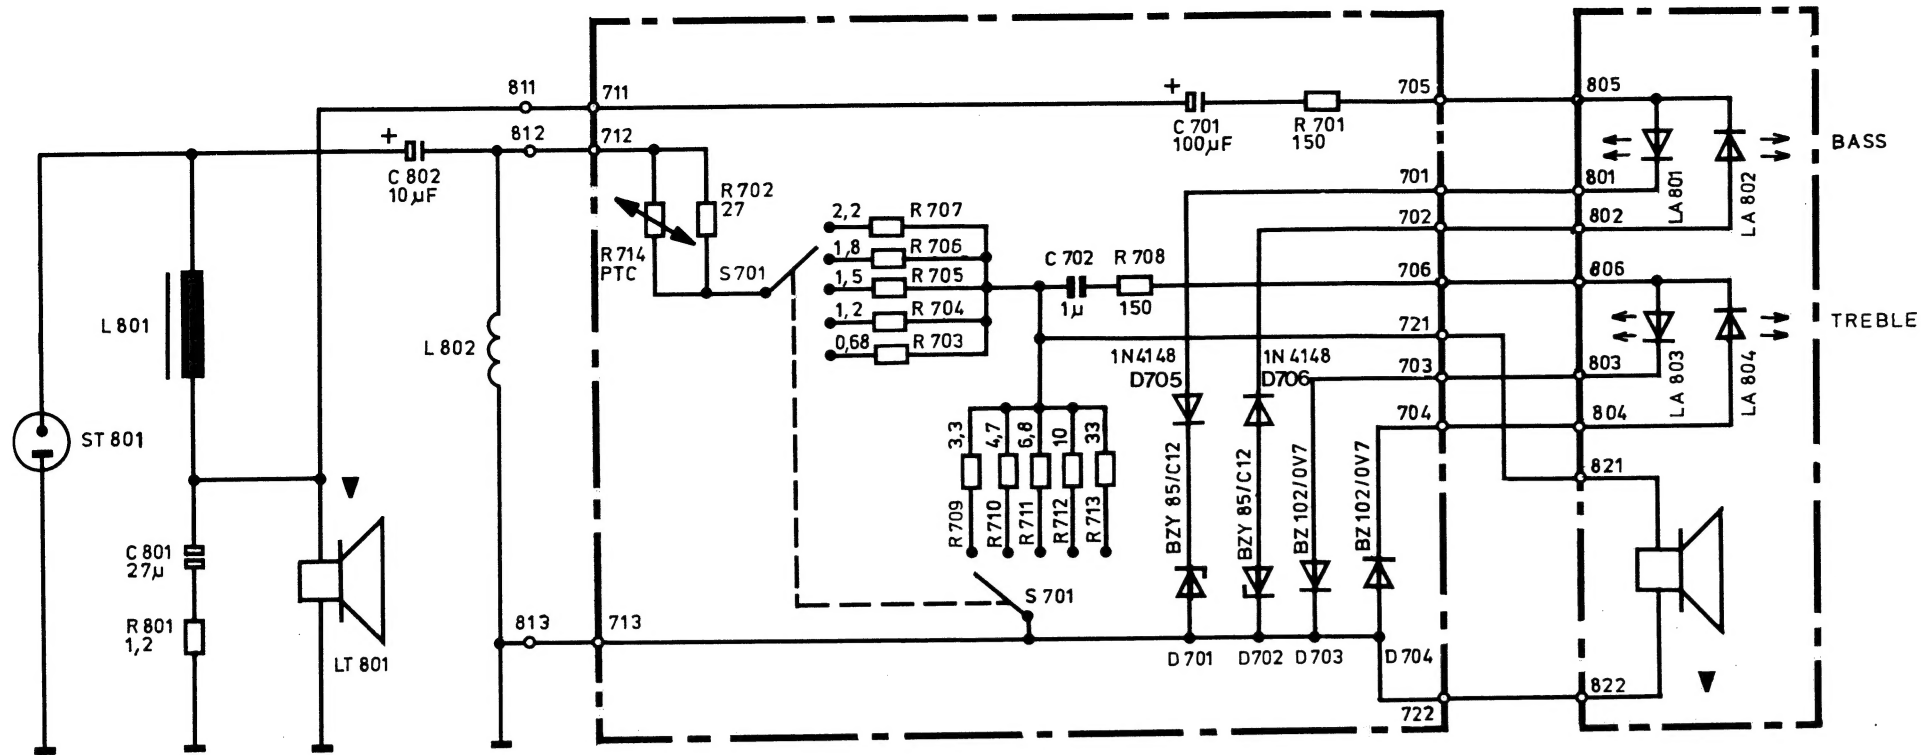 811
711
+
C 802
10 µF
812
712
+
C 701
100µF
R 701
150
705
805
BASS
701
801
LA 801
702
802
LA 802
R 702
27
R 714
PTC
S 701
2,2
R 707
1,8
R 706
1,5
R 705
1,2
R 704
0,68
R 703
C 702
1µ
R 708
150
706
806
TREBLE
721
703
803
LA 803
704
804
LA 804
L 801
L 802
ST 801
1N4148
D705
1N 4148
D706
3,3
4,7
6,8
10
33
R 709
R 710
R 711
R 712
R 713
BZY 85/C12
BZY 85/C12
BZ 102/0V7
BZ 102/0V7
821
C 801
27µ
R 801
1,2
LT 801
S 701
813
713
D 701
D 702
D 703
D 704
722
822